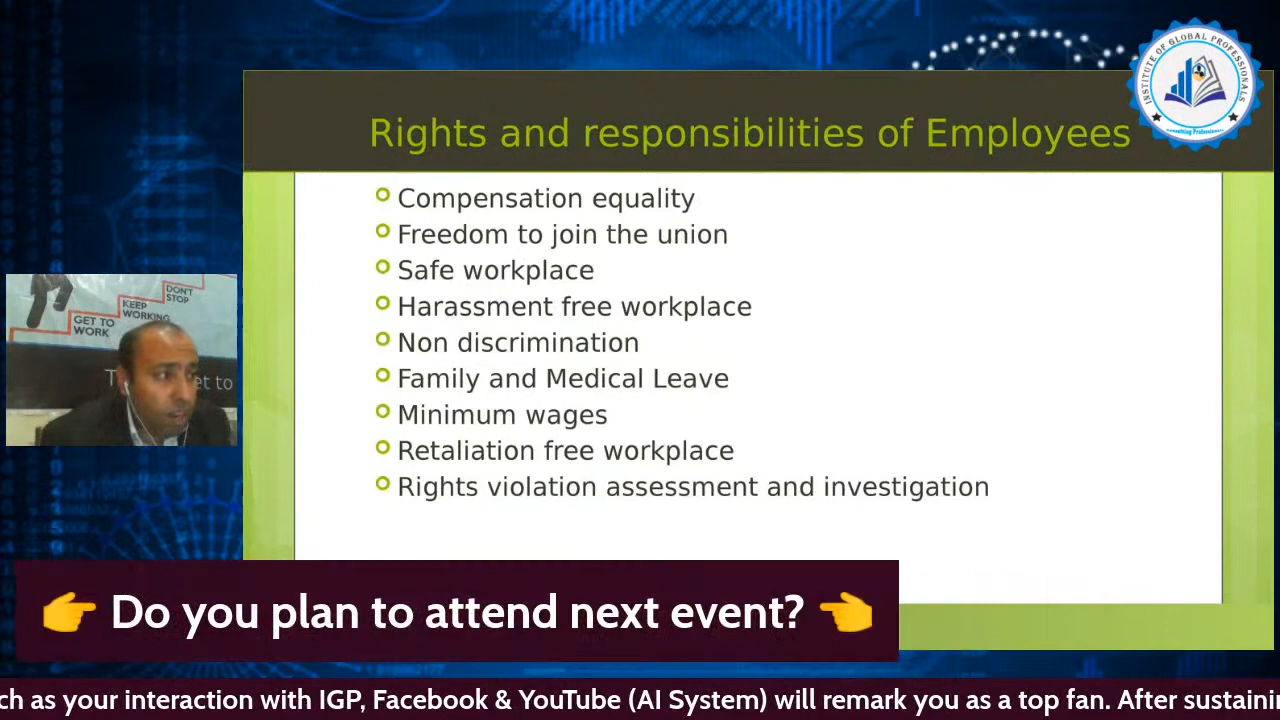 INSTITUTE OF GLOBAL PROFESSIONALS
Rights and responsibilities of Employees
Compensation equality
Freedom to join the union
Safe workplace
Harassment free workplace
Non discrimination
Family and Medical Leave
Minimum wages
Retaliation free workplace
Rights violation assessment and investigation
DON'T
STOP
KEEP
WORKING
GET TO
WORK
et to
👉 Do you plan to attend next event? 👈
ch as your interaction with IGP, Facebook & YouTube (AI System) will remark you as a top fan. After sustaini